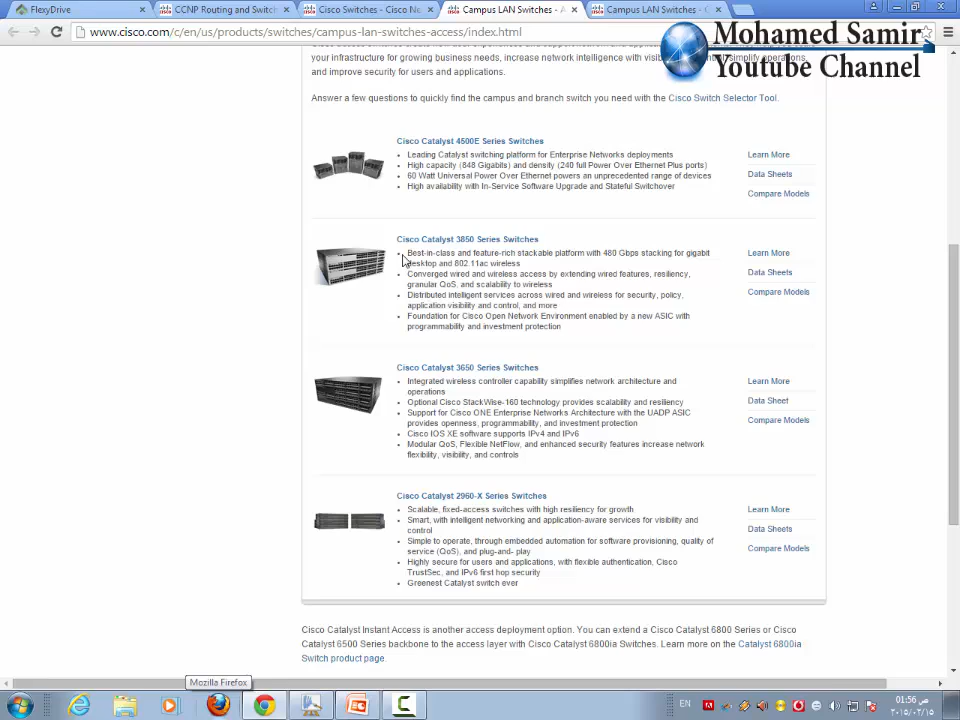 FlexyDrive
CCNP Routing and Switch
Cisco Switches - Cisco Ne
Campus LAN Switches - A
Campus LAN Switches -
www.cisco.com/c/en/us/products/switches/campus-lan-switches-access/index.html
Mohamed Samir
Youtube Channel
your infrastructure for growing business needs, increase network intelligence with
operations,
and improve security for users and applications.
Answer a few questions to quickly find the campus and branch switch you need with the Cisco Switch Selector Tool.
Cisco Catalyst 4500E Series Switches
Leading Catalyst switching platform for Enterprise Networks deployments
High capacity (848 Gigabits) and density (240 full Power Over Ethernet Plus ports)
60 Watt Universal Power Over Ethernet powers an unprecedented range of devices
High availability with In-Service Software Upgrade and Stateful Switchover
Learn More
Data Sheets
Compare Models
Cisco Catalyst 3850 Series Switches
Best-in-class and feature-rich stackable platform with 480 Gbps stacking for gigabit
desktop and 802.11ac wireless
Converged wired and wireless access by extending wired features, resiliency,
granular QoS, and scalability to wireless
Distributed intelligent services across wired and wireless for security, policy,
application visibility and control, and more
Foundation for Cisco Open Network Environment enabled by a new ASIC with
programmability and investment protection
Learn More
Data Sheets
Compare Models
Cisco Catalyst 3650 Series Switches
Integrated wireless controller capability simplifies network architecture and
operations
Optional Cisco StackWise-160 technology provides scalability and resiliency
Support for Cisco ONE Enterprise Networks Architecture with the UADP ASIC
provides openness, programmability, and investment protection
Cisco IOS XE software supports IPv4 and IPv6
Modular QoS, Flexible NetFlow, and enhanced security features increase network
flexibility, visibility, and controls
Learn More
Data Sheet
Compare Models
Cisco Catalyst 2960-X Series Switches
Scalable, fixed-access switches with high resiliency for growth
Smart, with intelligent networking and application-aware services for visibility and
control
Simple to operate, through embedded automation for software provisioning, quality of
service (QoS), and plug-and- play
Highly secure for users and applications, with flexible authentication, Cisco
TrustSec, and IPv6 first hop security
Greenest Catalyst switch ever
Learn More
Data Sheets
Compare Models
Cisco Catalyst Instant Access is another access deployment option. You can extend a Cisco Catalyst 6800 Series or Cisco
Catalyst 6500 Series backbone to the access layer with Cisco Catalyst 6800ia Switches. Learn more on the Catalyst 6800ia
Switch product page.
Mozilla Firefox
EN
01:56 ص
٢٠١٥/٠٢/١٥